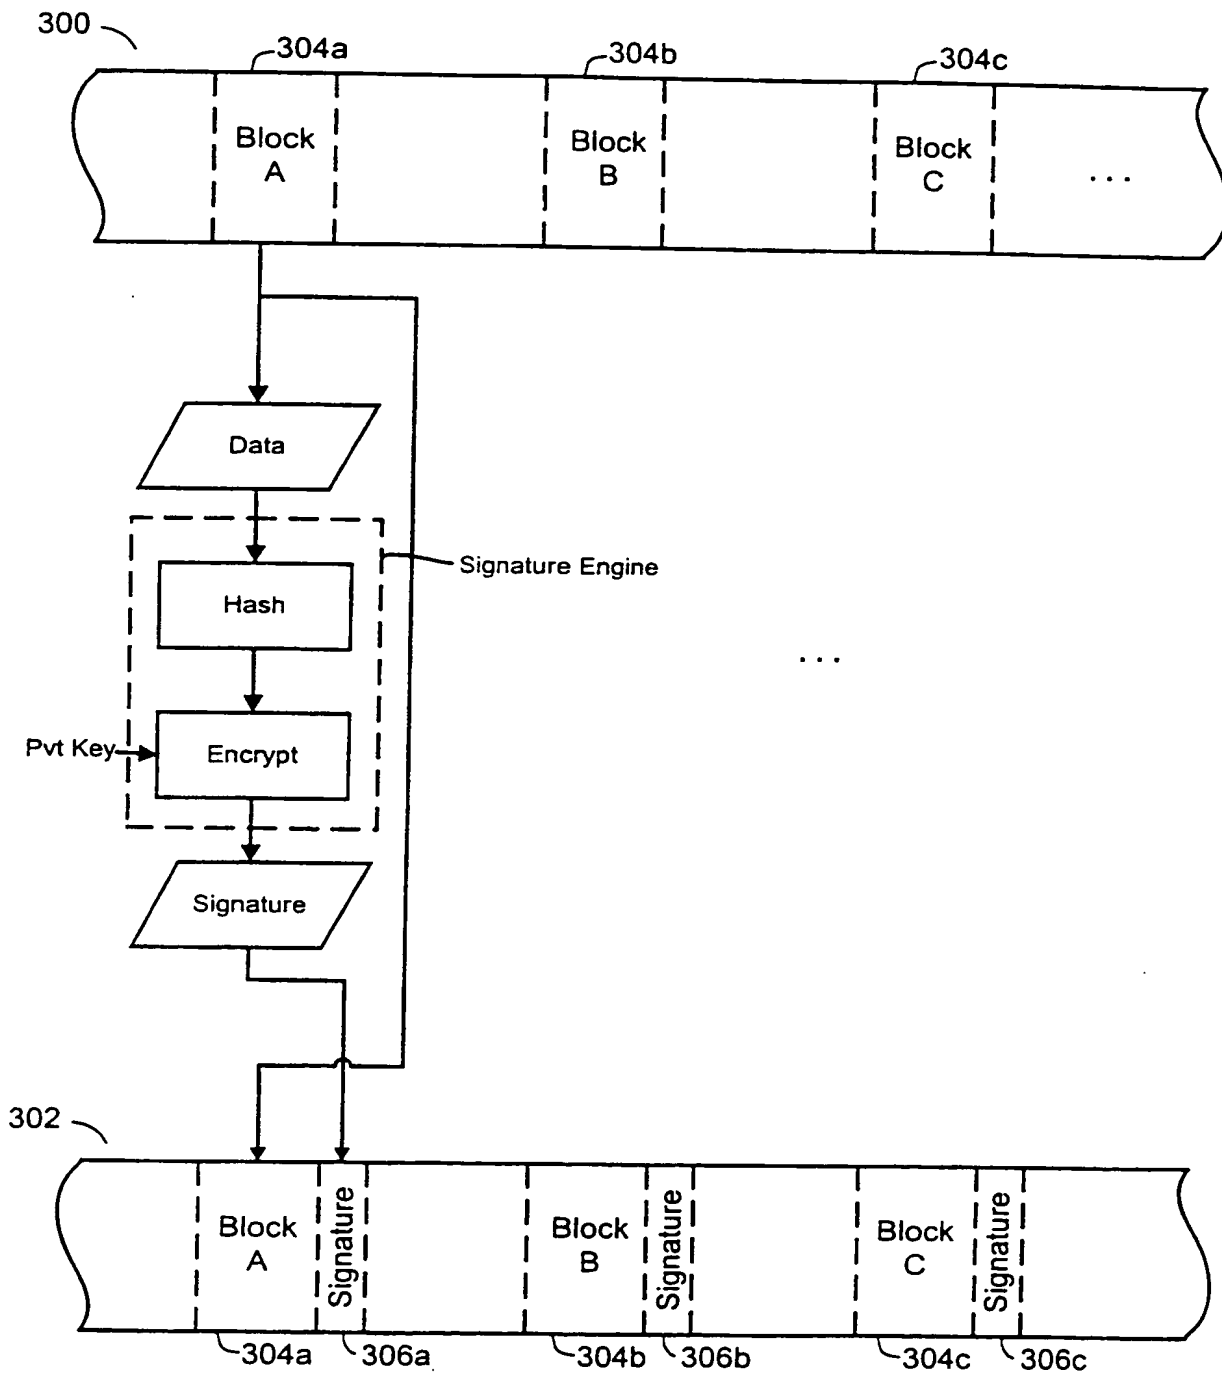 300
304a
304b
304c
Block
A
Block
B
Block
C
...
Data
Signature Engine
Hash
...
Pvt Key
Encrypt
Signature
302
Block
A
Signature
Block
B
Signature
Block
C
Signature
304a
306a
304b
306b
304c
306c